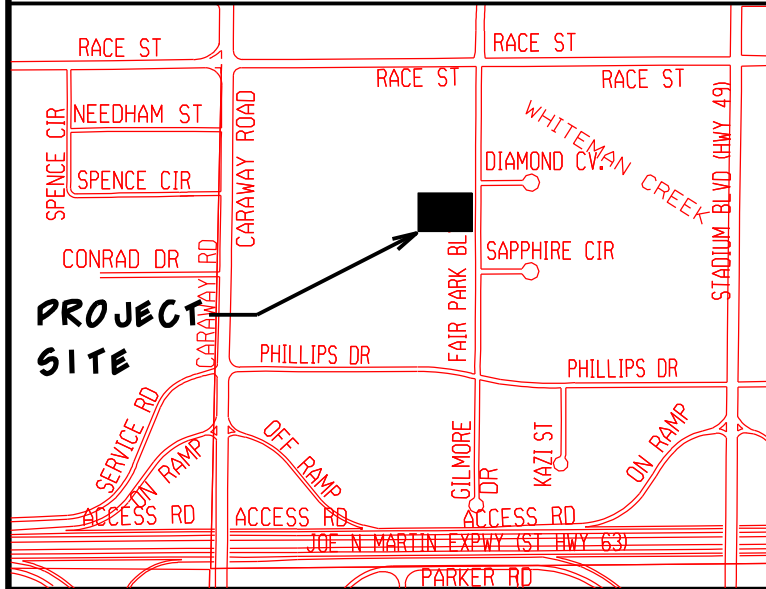 RACE ST
RACE ST
RACE ST
RACE ST
SPENCE CIR
NEEDHAM ST
CARAWAY ROAD
STADIUM BLVD (HWY 49)
WHITEMAN CREEK
DIAMOND CV.
SPENCE CIR
CONRAD DR
CARAWAY RD
FAIR PARK BL
SAPPHIRE CIR
PROJECT
SITE
PHILLIPS DR
PHILLIPS DR
SERVICE RD
ON RAMP
OFF RAMP
GILMORE
DR
KAZI ST
ON RAMP
ACCESS RD
ACCESS RD
ACCESS RD
JOE N MARTIN EXPWY (ST HWY 63)
PARKER RD